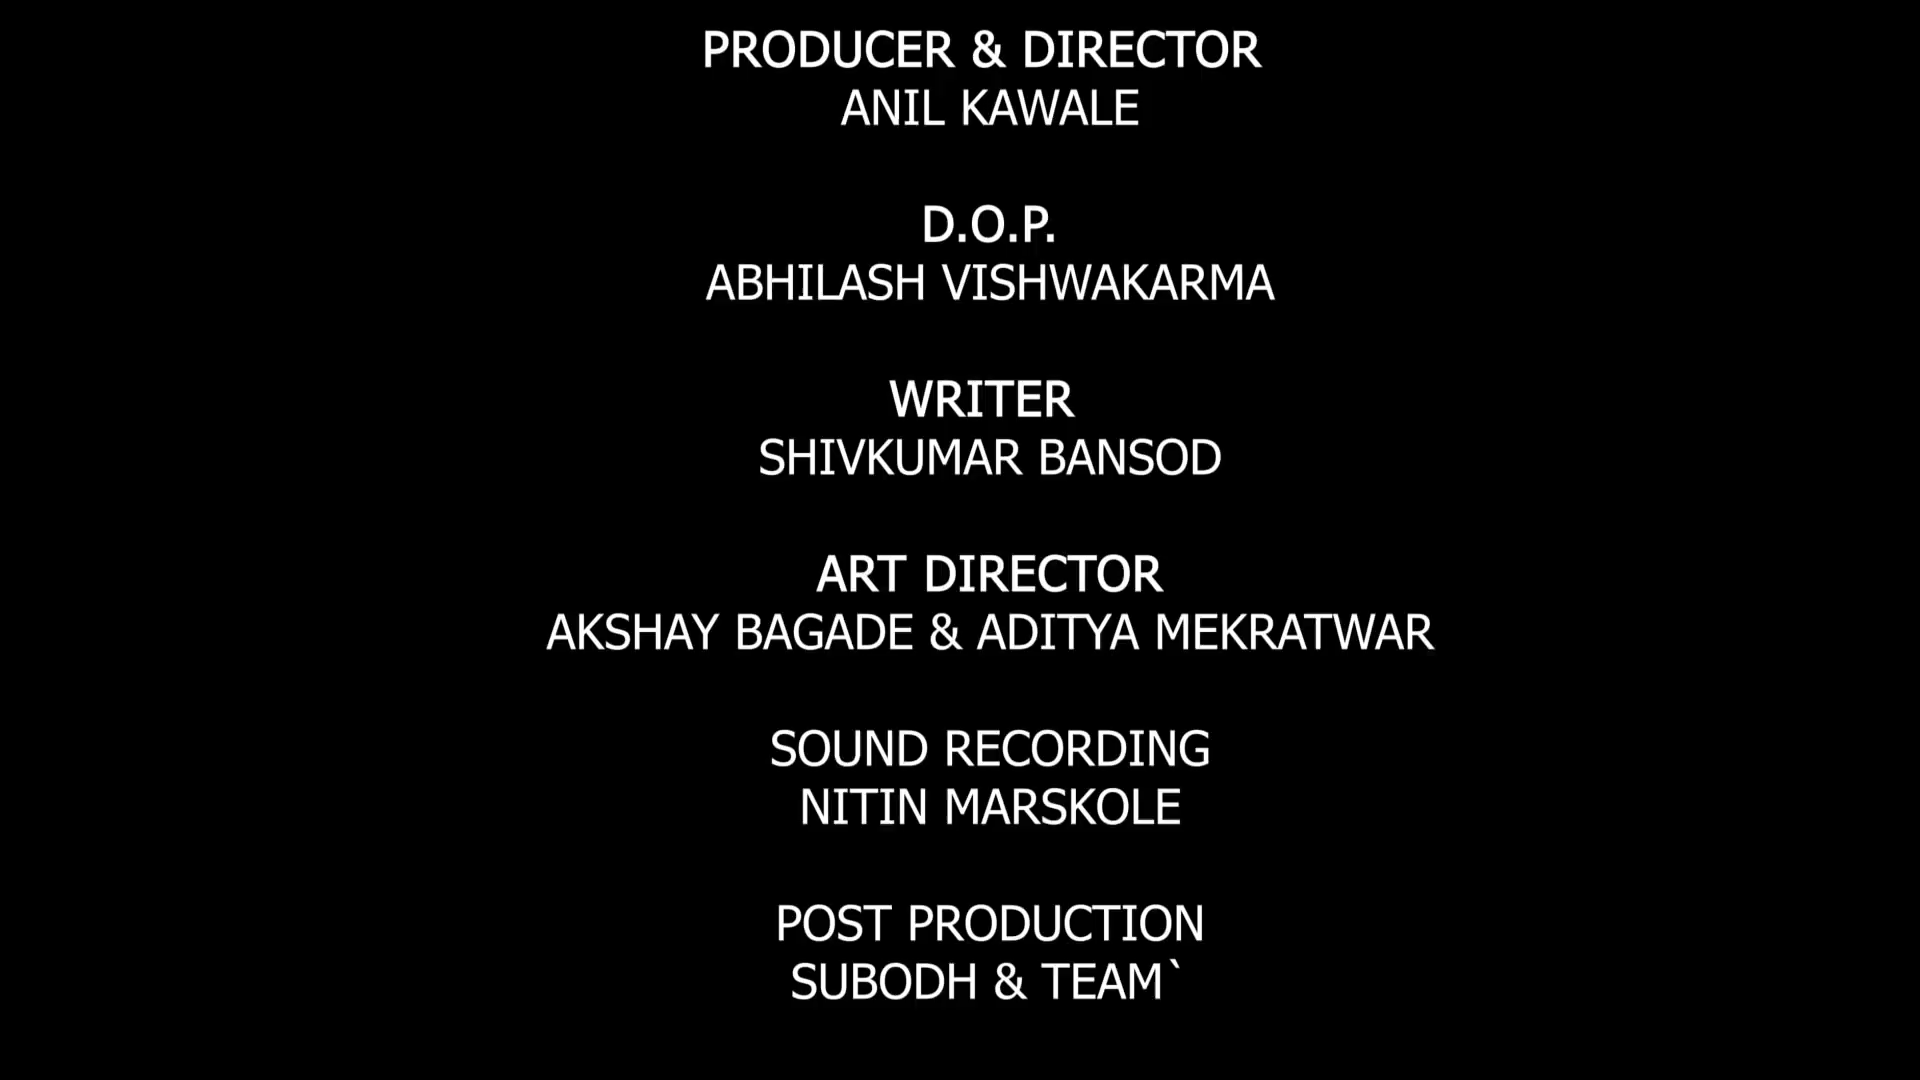 PRODUCER & DIRECTOR
ANIL KAWALE
D.O.P.
ABHILASH VISHWAKARMA
WRITER
SHIVKUMAR BANSOD
ART DIRECTOR
AKSHAY BAGADE & ADITYA MEKRATWAR
SOUND RECORDING
NITIN MARSKOLE
POST PRODUCTION
SUBODH & TEAM`